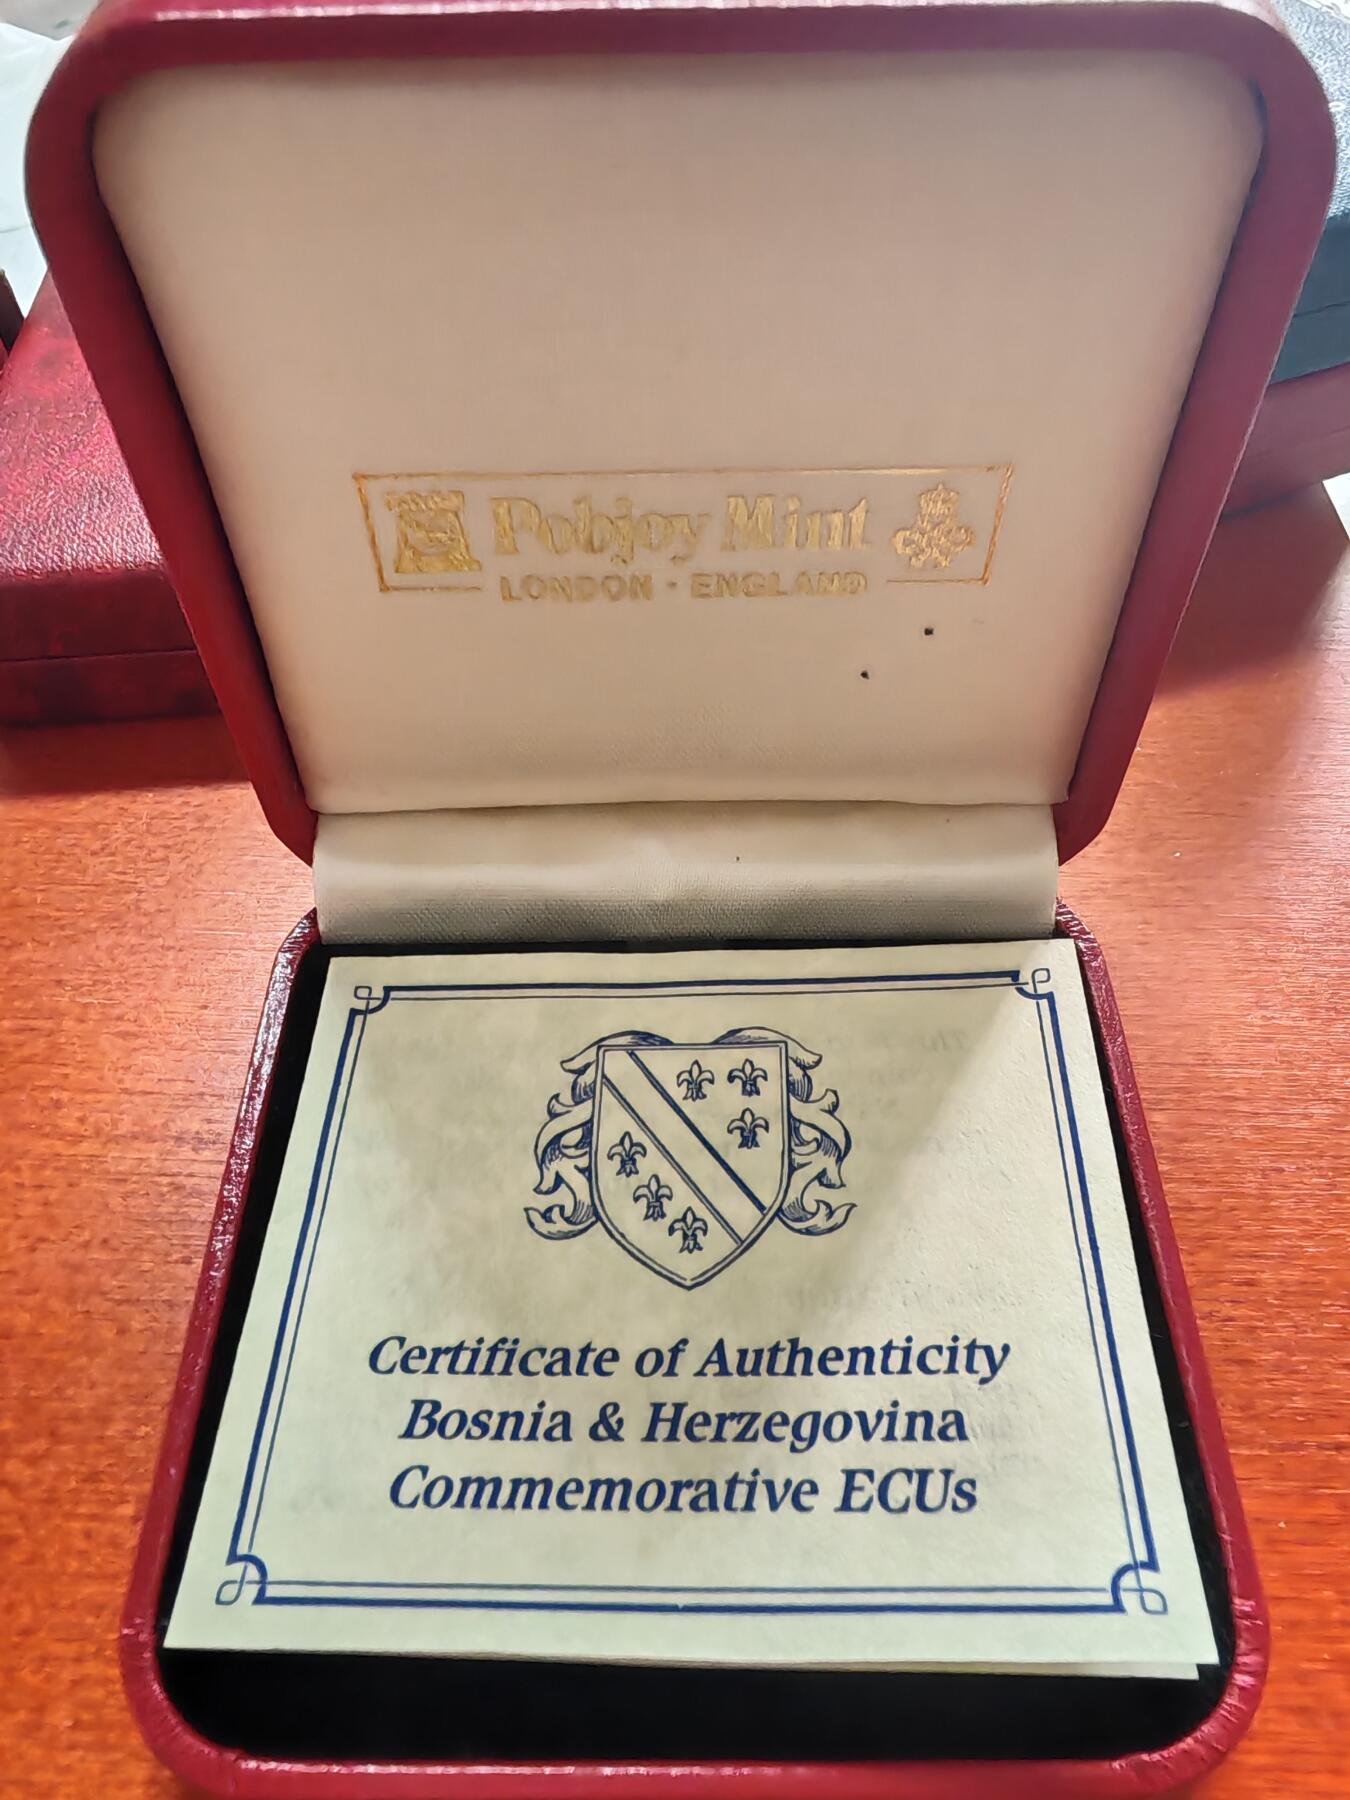 Pobjoy Mint
LONDON · ENGLAND
Certificate of Authenticity
Bosnia & Herzegovina
Commemorative ECUs